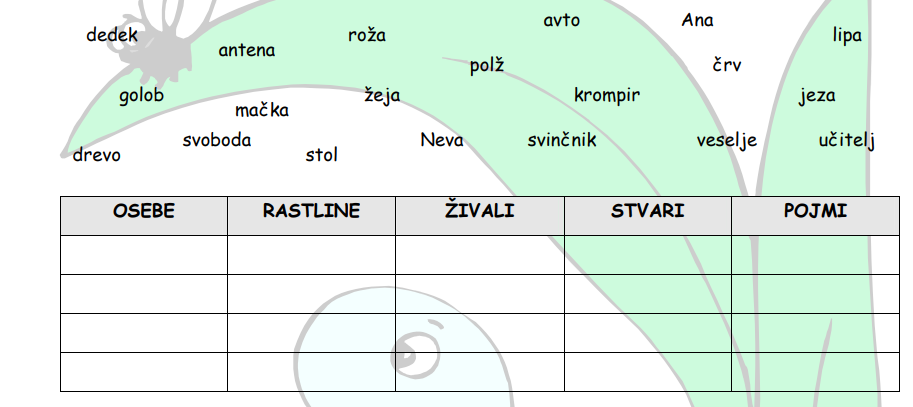 dedek antena roža avto Ana lipa
polž črv
golob mačka žeja krompir jeza
drevo svoboda stol Neva svinčnik veselje učitelj
OSEBE RASTLINE ŽIVALI STVARI POJMI